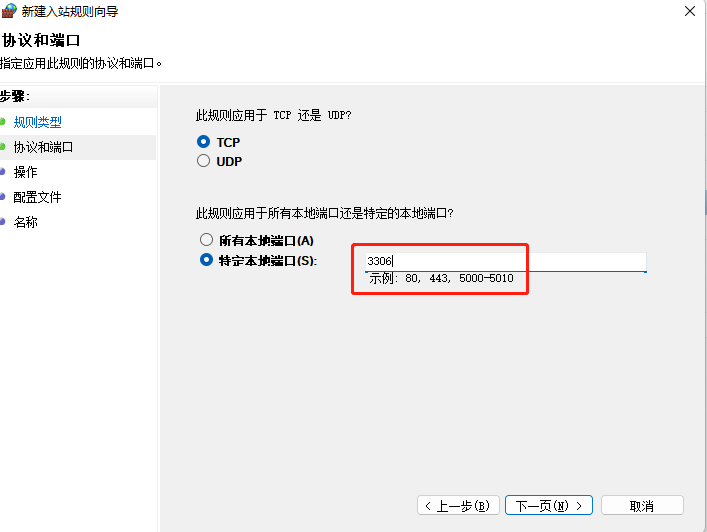 新建入站规则向导
协议和端口
指定应用此规则的协议和端口。
步骤:
规则类型
协议和端口
操作
配置文件
名称
此规则应用于 TCP 还是 UDP?
TCP
UDP
此规则应用于所有本地端口还是特定的本地端口?
所有本地端口(A)
特定本地端口(S):
3306
示例: 80, 443, 5000-5010
< 上一步(B)
下一页(N) >
取消